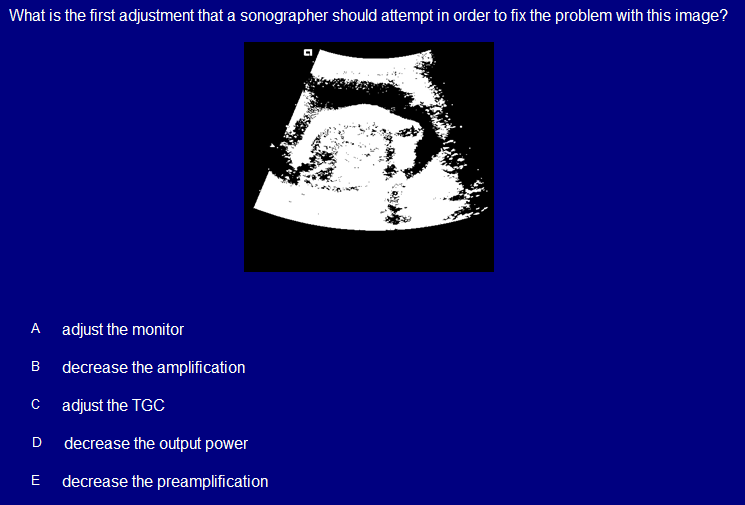 What is the first adjustment that a sonographer should attempt in order to fix the problem with this image?
A adjust the monitor
B decrease the amplification
C adjust the TGC
D decrease the output power
E decrease the preamplification